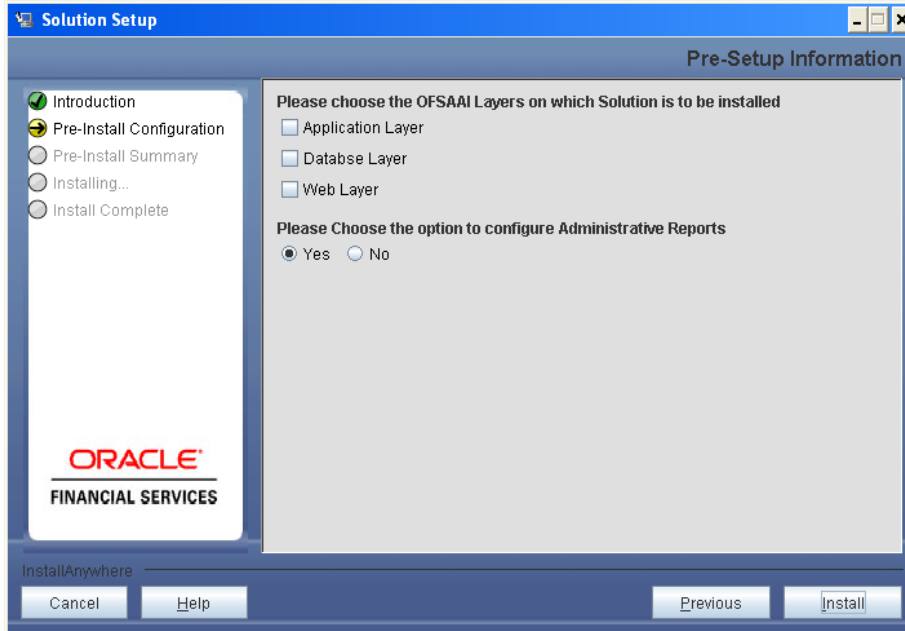 Solution Setup
Pre-Setup Information
Introduction
Pre-Install Configuration
Pre-Install Summary
Installing...
Install Complete
ORACLE
FINANCIAL SERVICES
Please choose the OFSAAI Layers on which Solution is to be installed
Application Layer
Databse Layer
Web Layer
Please Choose the option to configure Administrative Reports
Yes No
InstallAnywhere
Cancel Help Previous Install